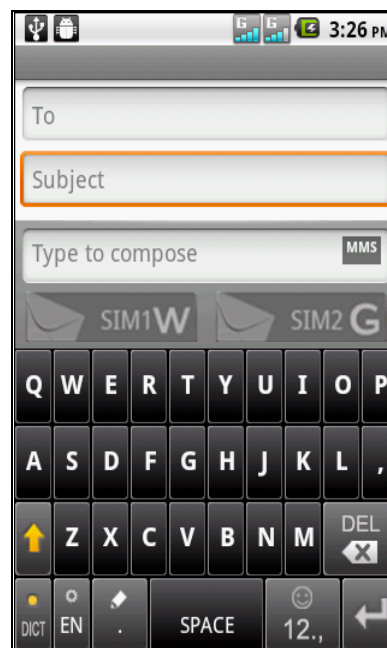 G G 3:26 PM
To
Subject
Type to compose MMS
SIM1 W SIM2 G
Q W E R T Y U I O P
A S D F G H J K L ,
Z X C V B N M DEL
DICT EN . SPACE 12.,